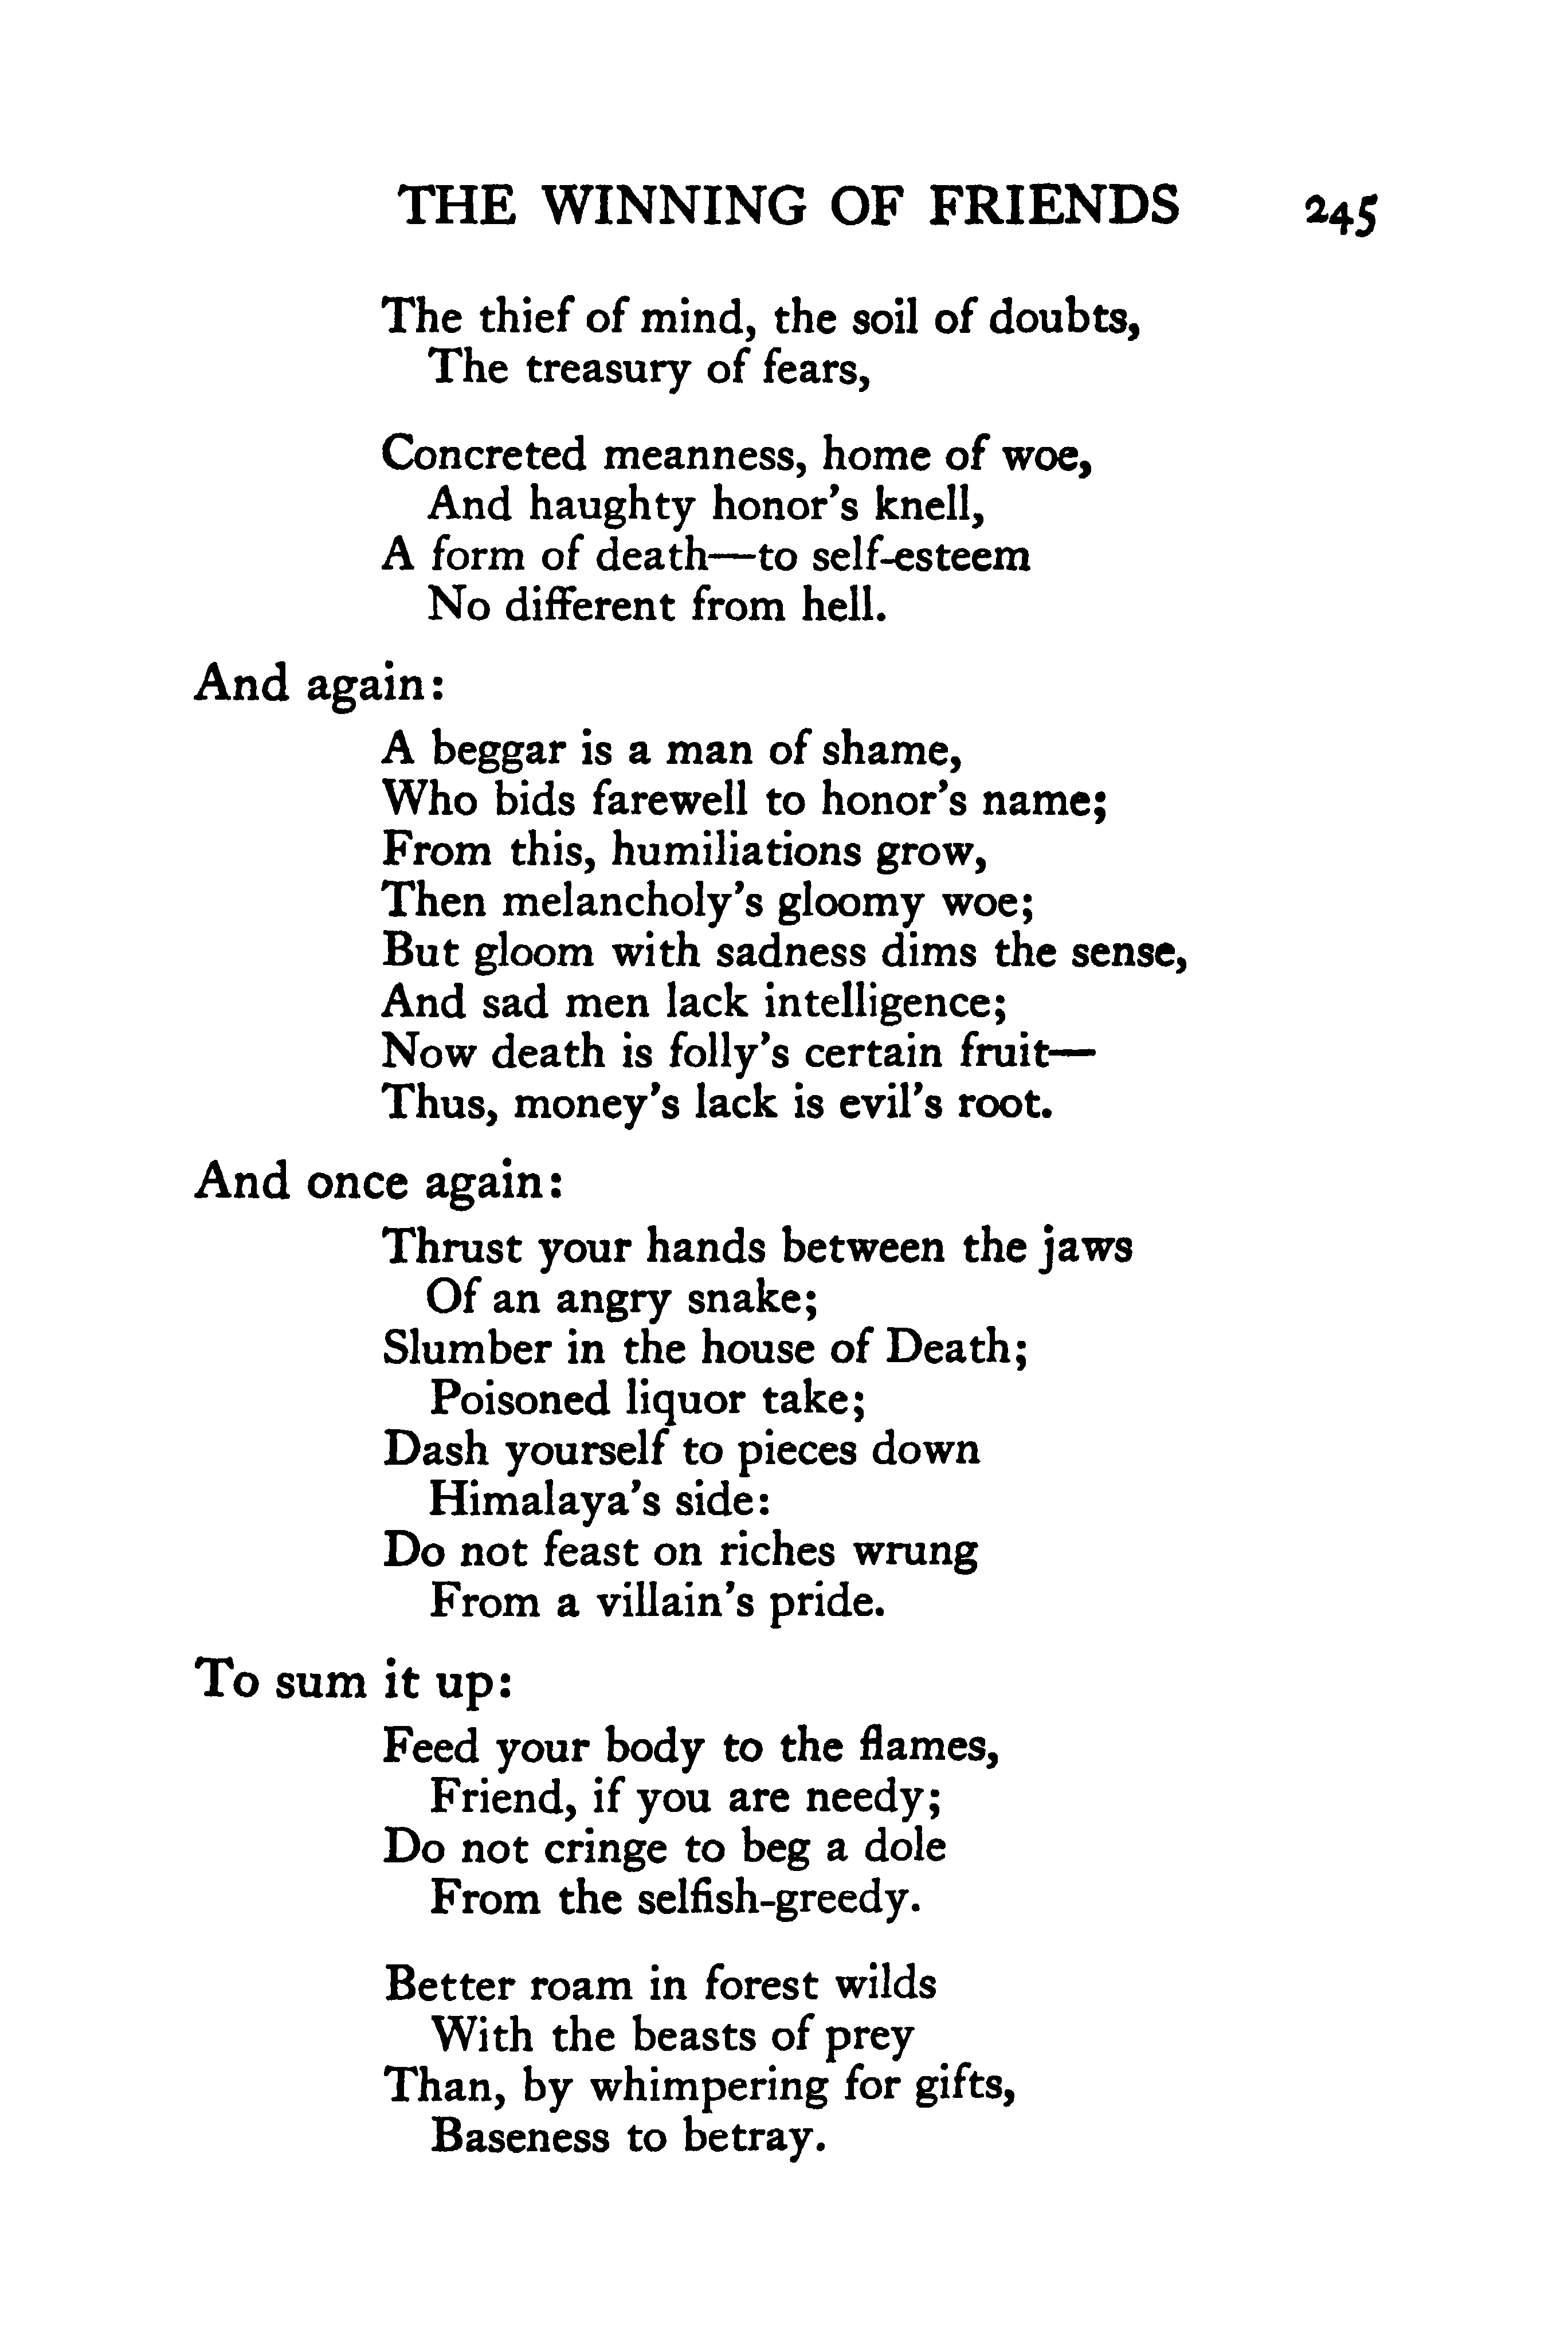 THE WINNING OF FRIENDS 245
The thief of mind, the soil of doubts,
The treasury of fears,
Concreted meanness, home of woe,
And haughty honor's knell,
A form of death—to self-esteem
No different from hell.
And again:
A beggar is a man of shame,
Who bids farewell to honor's name;
From this, humiliations grow,
Then melancholy's gloomy woe;
But gloom with sadness dims the sense,
And sad men lack intelligence;
Now death is folly's certain fruit—
Thus, money's lack is evil's root.
And once again:
Thrust your hands between the jaws
Of an angry snake;
Slumber in the house of Death;
Poisoned liquor take;
Dash yourself to pieces down
Himalaya's side:
Do not feast on riches wrung
From a villain's pride.
To sum it up:
Feed your body to the flames,
Friend, if you are needy;
Do not cringe to beg a dole
From the selfish-greedy.
Better roam in forest wilds
With the beasts of prey
Than, by whimpering for gifts,
Baseness to betray.